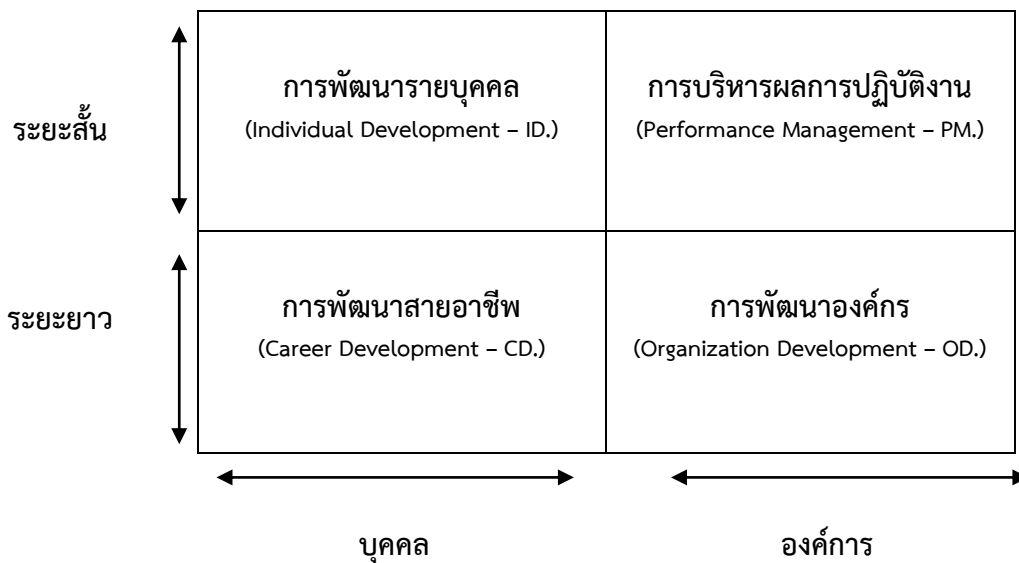 การพัฒนารายบุคคล
(Individual Development – ID.)
การบริหารผลการปฏิบัติงาน
(Performance Management – PM.)
ระยะสั้น
การพัฒนาสายอาชีพ
(Career Development – CD.)
การพัฒนาองค์กร
(Organization Development – OD.)
ระยะยาว
บุคคล
องค์การ